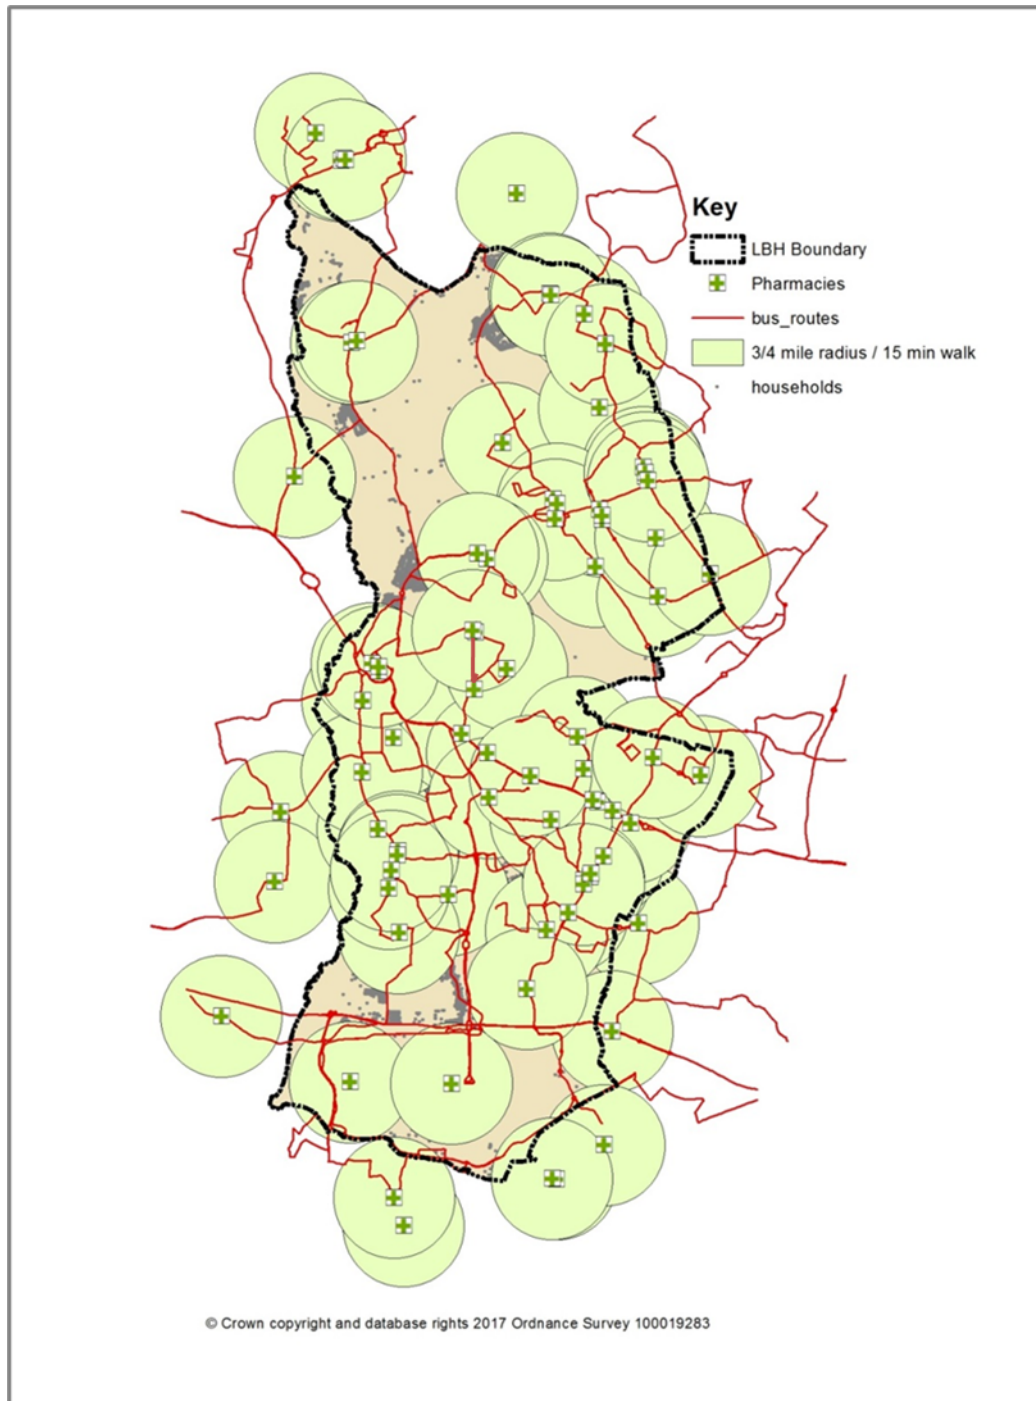 Key
LBH Boundary
Pharmacies
bus_routes
3/4 mile radius / 15 min walk
households
© Crown copyright and database rights 2017 Ordnance Survey 100019283